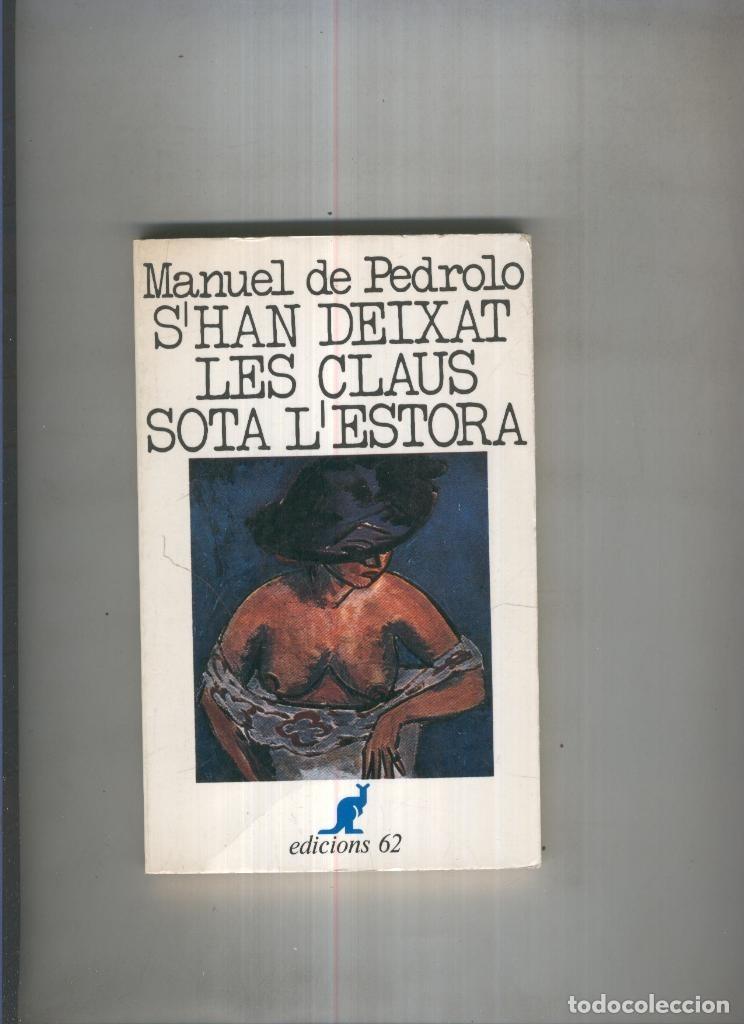 Manuel de Pedrolo
S'HAN DEIXAT
LES CLAUS
SOTA L'ESTORA
edicions 62
todocoleccion